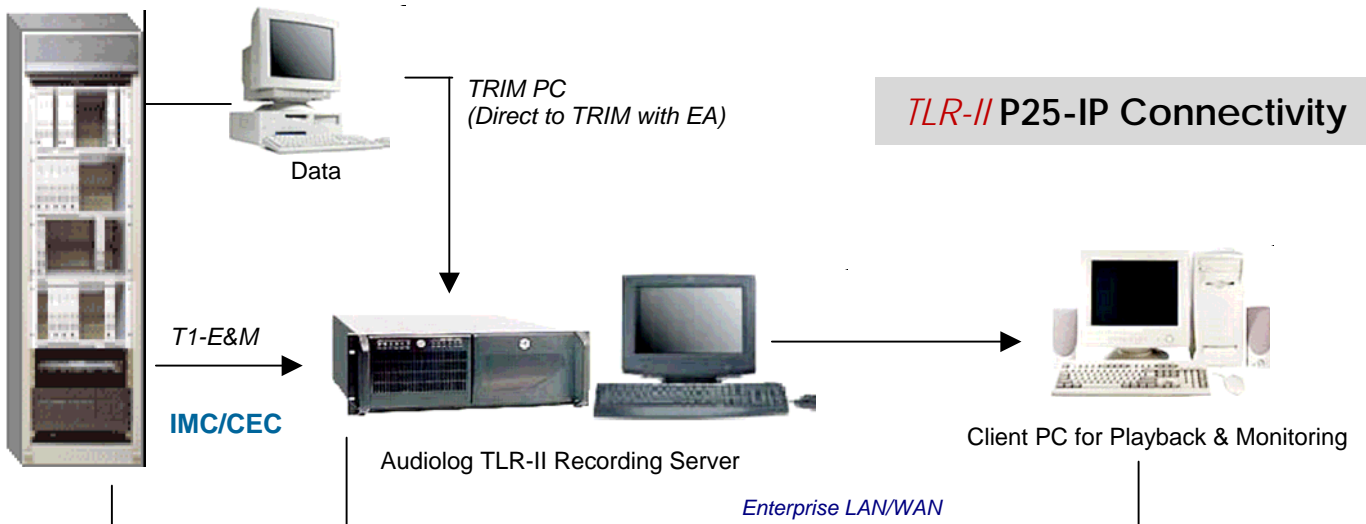 TRIM PC
(Direct to TRIM with EA)
TLR-II P25-IP Connectivity
Data
T1-E&M
IMC/CEC
Audiolog TLR-II Recording Server
Client PC for Playback & Monitoring
Enterprise LAN/WAN